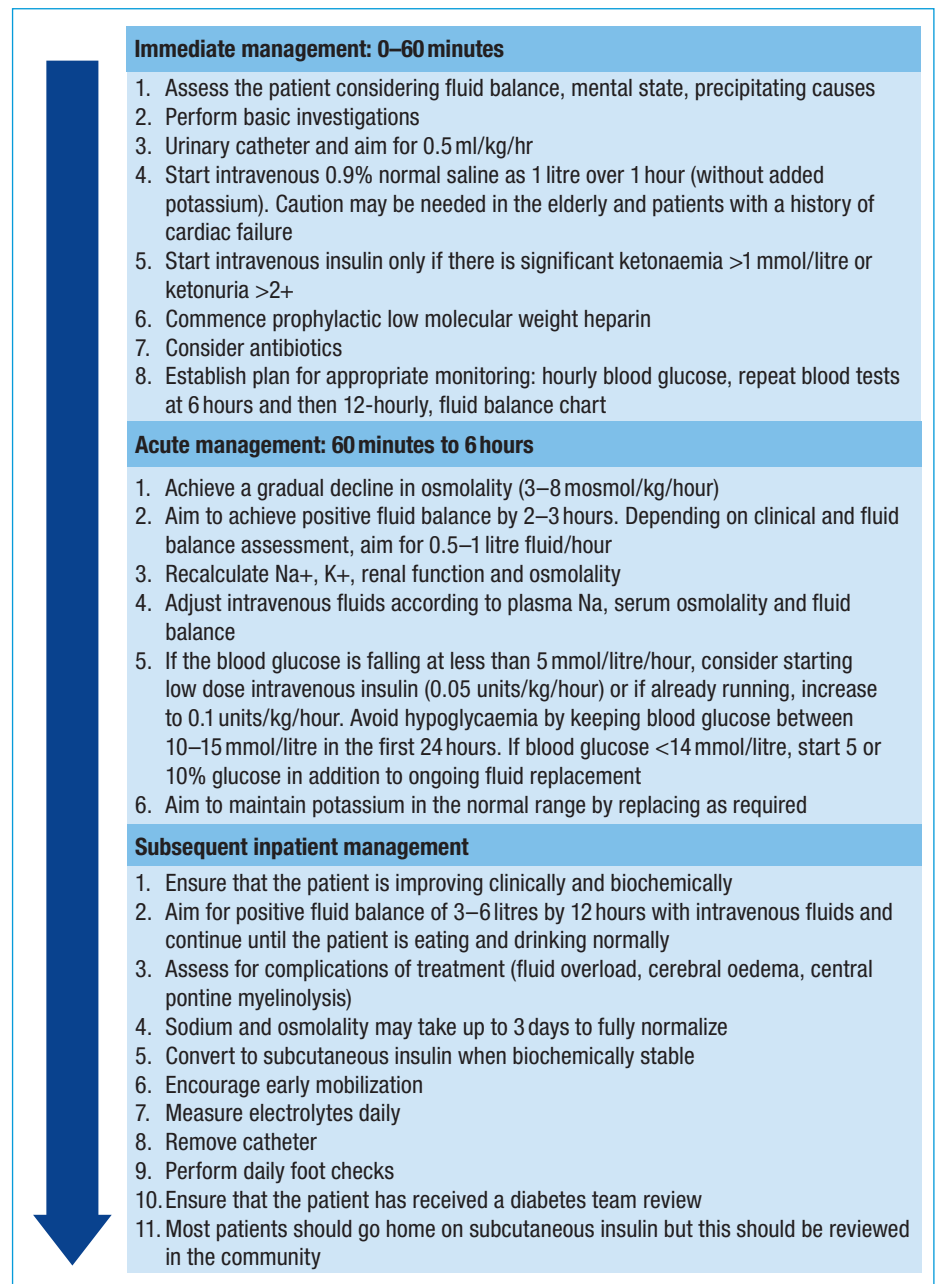 Immediate management: 0–60 minutes
1. Assess the patient considering fluid balance, mental state, precipitating causes
2. Perform basic investigations
3. Urinary catheter and aim for 0.5 ml/kg/hr
4. Start intravenous 0.9% normal saline as 1 litre over 1 hour (without added
potassium). Caution may be needed in the elderly and patients with a history of
cardiac failure
5. Start intravenous insulin only if there is significant ketonaemia >1 mmol/litre or
ketonuria >2+
6. Commence prophylactic low molecular weight heparin
7. Consider antibiotics
8. Establish plan for appropriate monitoring: hourly blood glucose, repeat blood tests
at 6 hours and then 12-hourly, fluid balance chart
Acute management: 60 minutes to 6 hours
1. Achieve a gradual decline in osmolality (3–8 mosmol/kg/hour)
2. Aim to achieve positive fluid balance by 2–3 hours. Depending on clinical and fluid
balance assessment, aim for 0.5–1 litre fluid/hour
3. Recalculate Na+, K+, renal function and osmolality
4. Adjust intravenous fluids according to plasma Na, serum osmolality and fluid
balance
5. If the blood glucose is falling at less than 5 mmol/litre/hour, consider starting
low dose intravenous insulin (0.05 units/kg/hour) or if already running, increase
to 0.1 units/kg/hour. Avoid hypoglycaemia by keeping blood glucose between
10–15 mmol/litre in the first 24 hours. If blood glucose <14 mmol/litre, start 5 or
10% glucose in addition to ongoing fluid replacement
6. Aim to maintain potassium in the normal range by replacing as required
Subsequent inpatient management
1. Ensure that the patient is improving clinically and biochemically
2. Aim for positive fluid balance of 3–6 litres by 12 hours with intravenous fluids and
continue until the patient is eating and drinking normally
3. Assess for complications of treatment (fluid overload, cerebral oedema, central
pontine myelinolysis)
4. Sodium and osmolality may take up to 3 days to fully normalize
5. Convert to subcutaneous insulin when biochemically stable
6. Encourage early mobilization
7. Measure electrolytes daily
8. Remove catheter
9. Perform daily foot checks
10. Ensure that the patient has received a diabetes team review
11. Most patients should go home on subcutaneous insulin but this should be reviewed
in the community